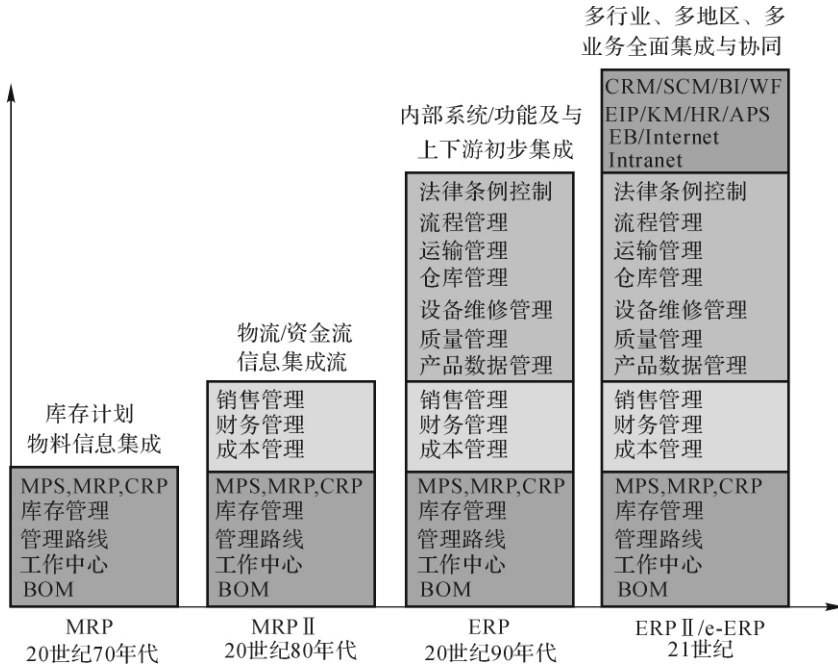 库存计划
物料信息集成
MPS,MRP,CRP
库存管理
管理路线
工作中心
BOM
MRP
20世纪70年代
物流/资金流
信息集成流
销售管理
财务管理
成本管理
MPS,MRP,CRP
库存管理
管理路线
工作中心
BOM
MRPⅡ
20世纪80年代
内部系统/功能及与
上下游初步集成
法律条例控制
流程管理
运输管理
仓库管理
设备维修管理
质量管理
产品数据管理
销售管理
财务管理
成本管理
MPS,MRP,CRP
库存管理
管理路线
工作中心
BOM
ERP
20世纪90年代
多行业、多地区、多
业务全面集成与协同
CRM/SCM/BI/WF
EIP/KM/HR/APS
EB/Internet
Intranet
法律条例控制
流程管理
运输管理
仓库管理
设备维修管理
质量管理
产品数据管理
销售管理
财务管理
成本管理
MPS,MRP,CRP
库存管理
管理路线
工作中心
BOM
ERPⅡ/e-ERP
21世纪